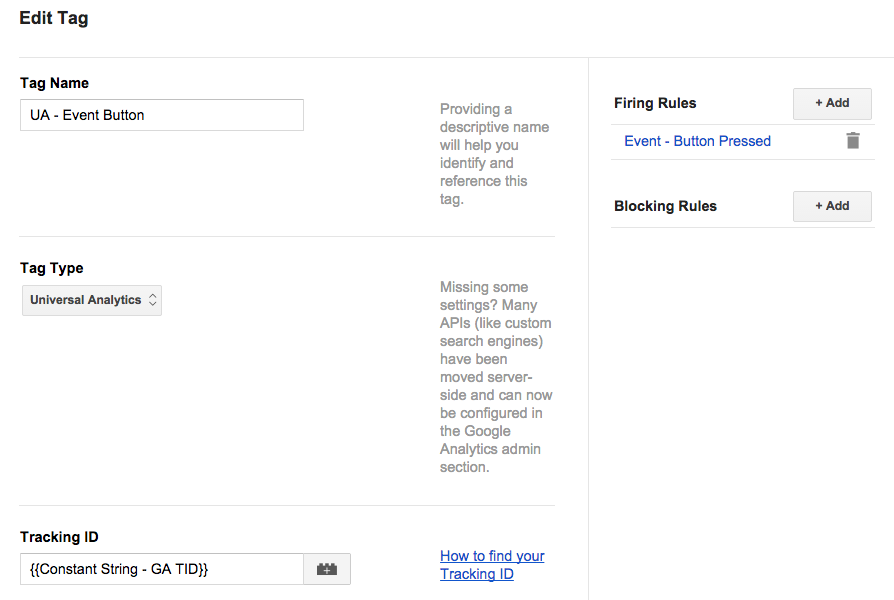 Edit Tag
Tag Name
UA - Event Button
Providing a
descriptive name
will help you
identify and
reference this
tag.
Tag Type
Universal Analytics
Missing some
settings? Many
APIs (like custom
search engines)
have been
moved server-
side and can now
be configured in
the Google
Analytics admin
section.
Tracking ID
{{Constant String - GA TID}}
How to find your
Tracking ID
Firing Rules
+ Add
Event - Button Pressed
Blocking Rules
+ Add